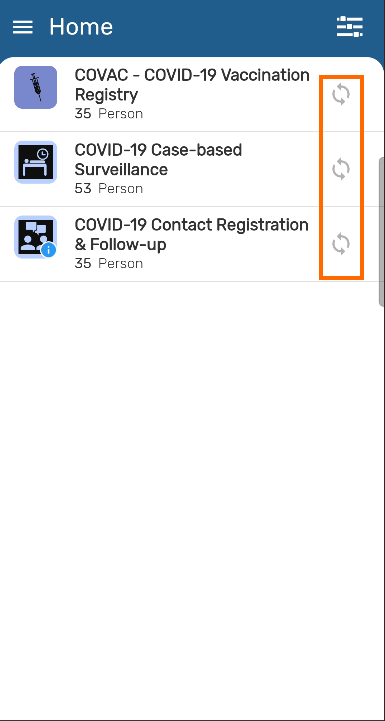 Home
COVAC - COVID-19 Vaccination
Registry
35 Person
COVID-19 Case-based
Surveillance
53 Person
COVID-19 Contact Registration
& Follow-up
i
35 Person